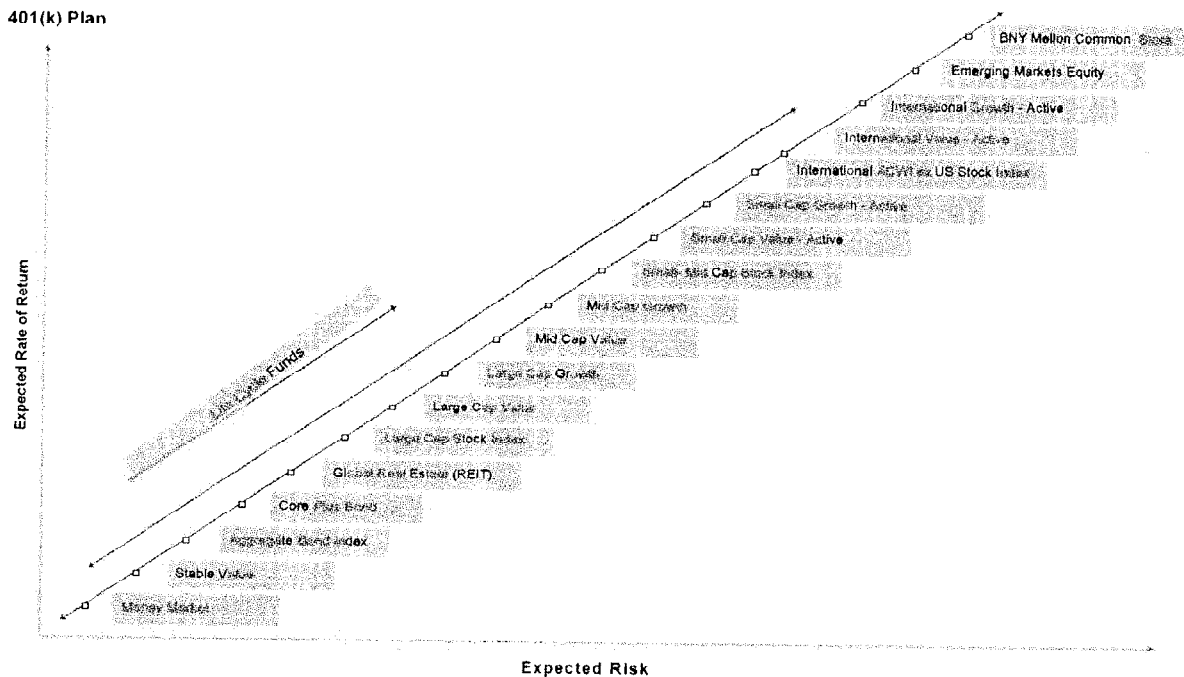 401(k) Plan
BNY Mellon Common Stock
Emerging Markets Equity
International Growth - Active
International Value - Active
International ACWI ex US Stock Index
Small Cap Growth - Active
Small Cap Value - Active
Small-Mid Cap Stock Index
Mid Cap Growth
Mid Cap Value
Large Cap Growth
Large Cap Value
Large Cap Stock Index
Global Real Estate (REIT)
Core Plus Bond
Aggregate Bond Index
Stable Value
Money Market
Life Cycle Funds
Expected Rate of Return
Expected Risk